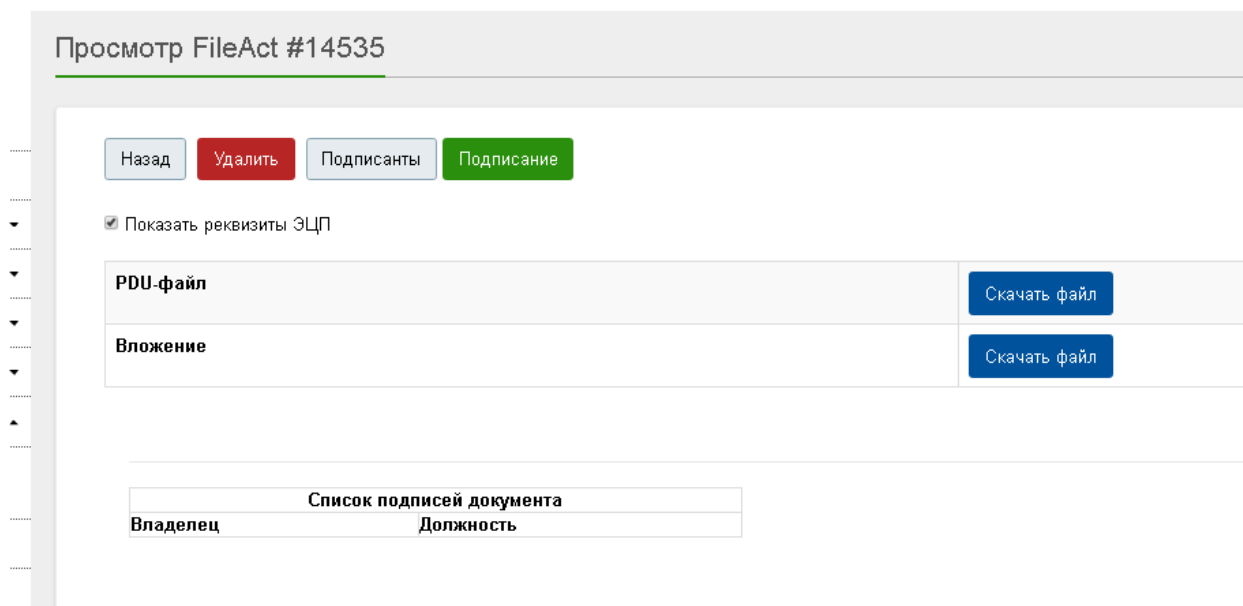 Просмотр FileAct #14535
Назад Удалить Подписанты Подписание
Показать реквизиты ЭЦП
PDU-файл Скачать файл
Вложение Скачать файл
Список подписей документа
Владелец Должность